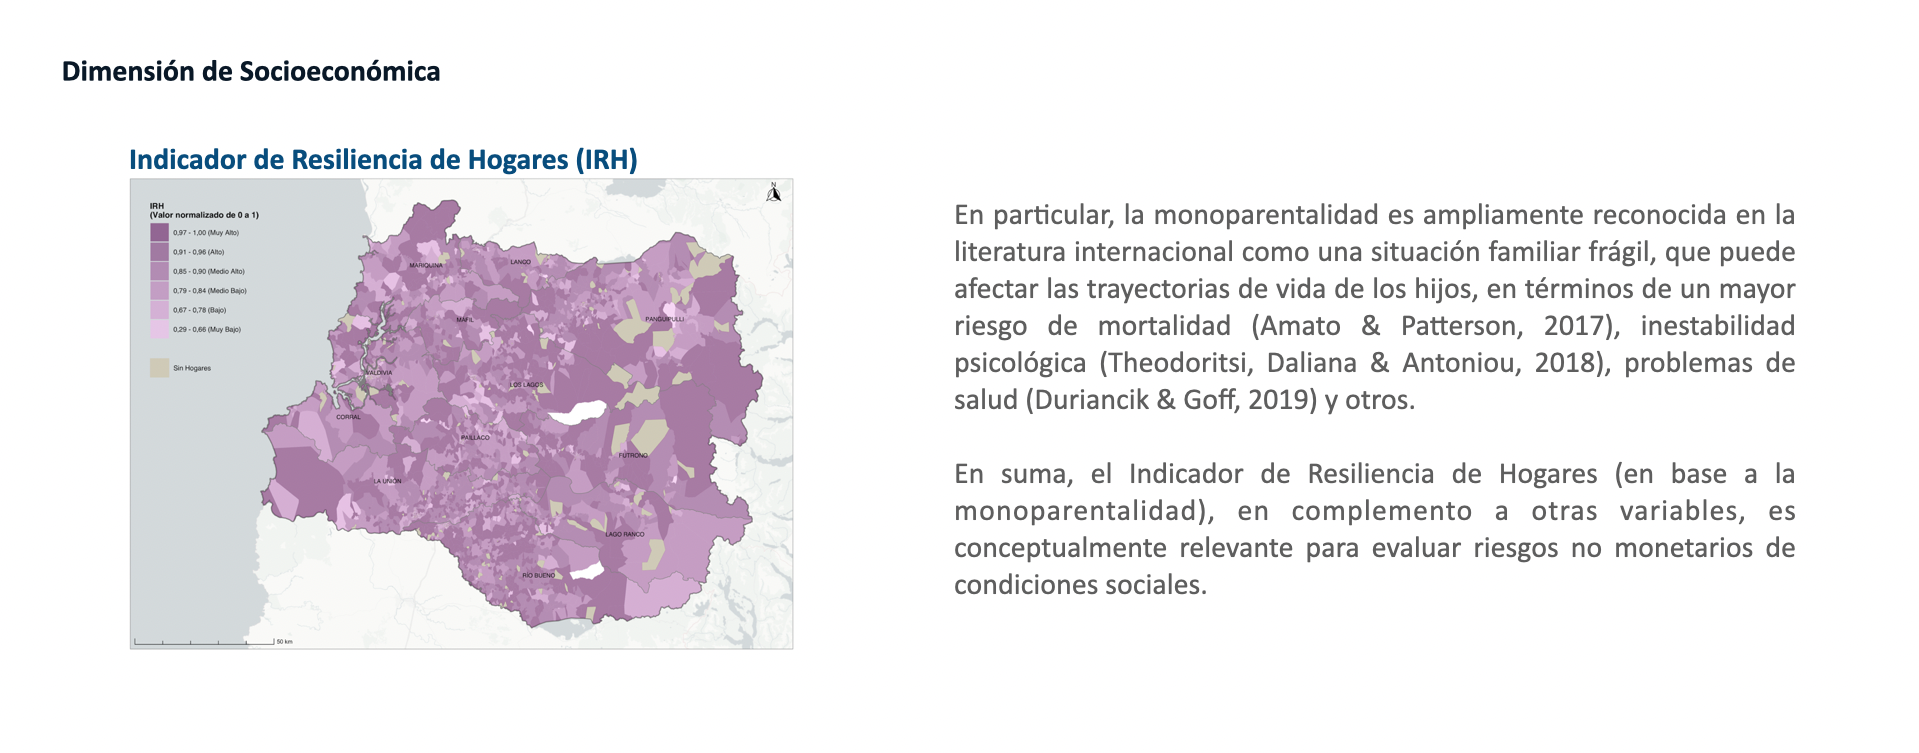 Dimensión de Socioeconómica
Indicador de Resiliencia de Hogares (IRH)
N
IRH
(Valor normalizado de 0 a 1)
0,97 - 1,00 (Muy Alto)
0,91 - 0,96 (Alto)
0,85 - 0,90 (Medio Alto)
0,79 - 0,84 (Medio Bajo)
0,67 - 0,78 (Bajo)
0,29 - 0,66 (Muy Bajo)
Sin Hogares
MARIQUINA
LANCO
MAFIL
PANGUIPULLI
VALDIVIA
LOS LAGOS
CORRAL
PAILLACO
FUTRONO
LA UNION
LAGO RANCO
RIO BUENO
50 km
En particular, la monoparentalidad es ampliamente reconocida en la
literatura internacional como una situación familiar frágil, que puede
afectar las trayectorias de vida de los hijos, en términos de un mayor
riesgo de mortalidad (Amato & Patterson, 2017), inestabilidad
psicológica (Theodoritsi, Daliana & Antoniou, 2018), problemas de
salud (Duriancik & Goff, 2019) y otros.
En suma, el Indicador de Resiliencia de Hogares (en base a la
monoparentalidad), en complemento a otras variables, es
conceptualmente relevante para evaluar riesgos no monetarios de
condiciones sociales.